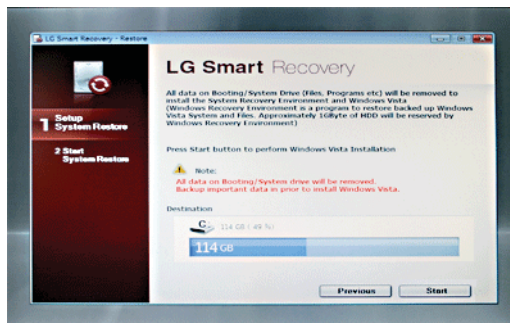 LG Smart Recovery - Restore
LG Smart Recovery
All data on Booting/System Drive (Files, Programs etc) will be removed to
install the System Recovery Environment and Windows Vista
(Windows Recovery Environment is a program to restore backed up Windows
Vista System and Files. Approximately 1GByte of HDD will be reserved by
Windows Recovery Environment)
1 Setup
System Restore
2 Start
System Restore
Press Start button to perform Windows Vista Installation
Note:
All data on Booting/System drive will be removed.
Backup important data in prior to install Windows Vista.
Destination
C 114 GB ( 49 %)
114 GB
Previous
Start